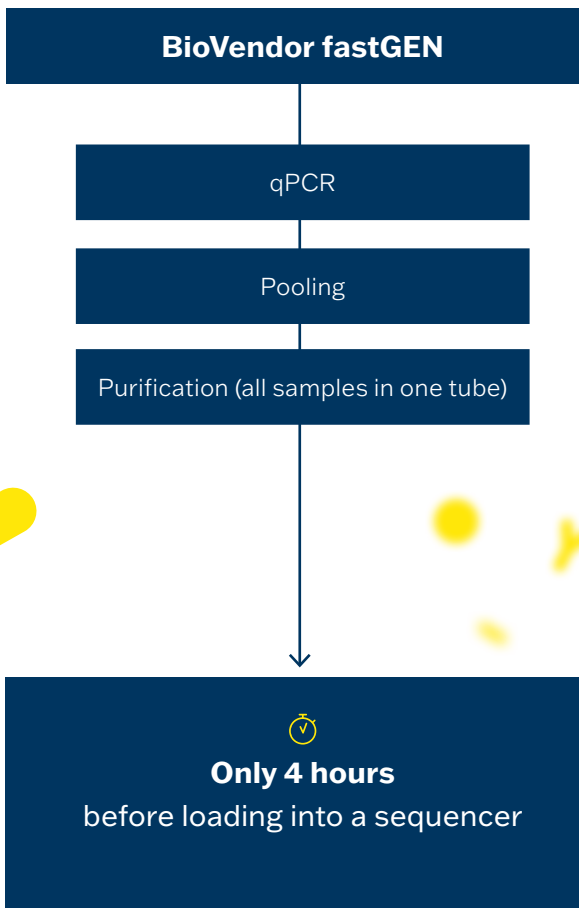 BioVendor fastGEN
qPCR
Pooling
Purification (all samples in one tube)
Only 4 hours
before loading into a sequencer